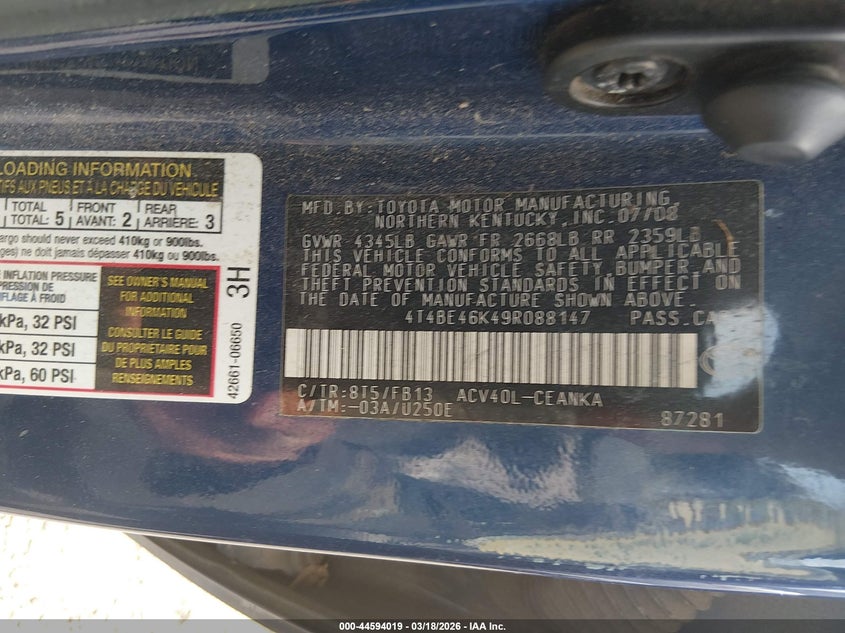 LOADING INFORMATION
TIFS AUX PNEUS ET À LA CHARGE DU VÉHICULE
TOTAL FRONT REAR
TOTAL: 5 AVANT: 2 ARRIÈRE: 3
argo should never exceed 410kg or 900lbs.
ges) ne doit jamais dépasser 410kg ou 900lbs.
INFLATION PRESSURE
PRESSION DE
FLAGE À FROID
kPa, 32 PSI
kPa, 32 PSI
kPa, 60 PSI
SEE OWNER'S MANUAL
FOR ADDITIONAL
INFORMATION
CONSULTER LE GUIDE
DU PROPRIÉTAIRE POUR
DE PLUS AMPLES
RENSEIGNEMENTS
3H
42661-06650
MFD.BY:TOYOTA MOTOR MANUFACTURING,
NORTHERN KENTUCKY,INC.07/08
GVWR 4345LB GAWR FR 2668LB RR 2359LB
THIS VEHICLE CONFORMS TO ALL APPLICABLE
FEDERAL MOTOR VEHICLE SAFETY,BUMPER,AND
THEFT PREVENTION STANDARDS IN EFFECT ON
THE DATE OF MANUFACTURE SHOWN ABOVE.
4T4BE46K49R088147 PASS.CAR
C/TR:8T5/FB13 ACV40L-CEANKA
A/TM:-03A/U250E 87281
000-44594019 — 03/18/2026 — IAA Inc.